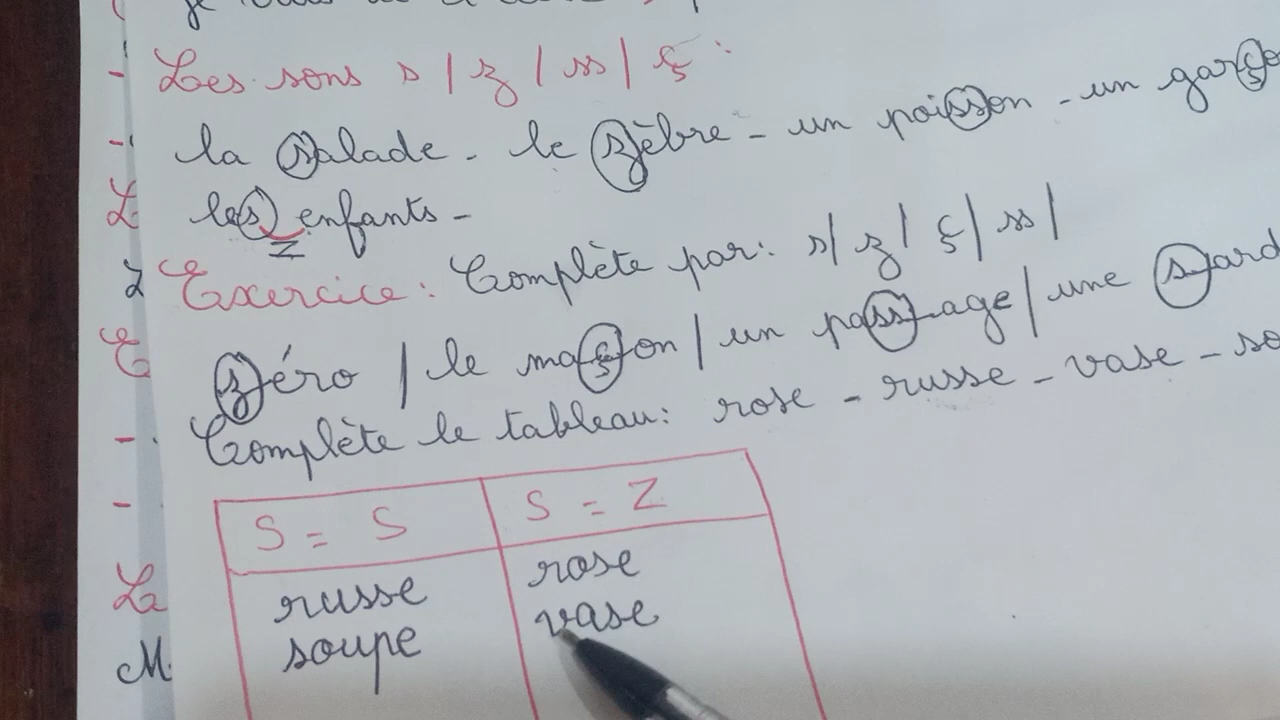 - Les sons s / z / ss / ç :
la salade - le zèbre - un poisson - un garço
les enfants -
Z
Exercice : Complète par : s / z / ç / ss /
zéro / le maçon / un passage / une sard
Complète le tableau : rose - russe - vase - so
S = S S = Z
russe rose
soupe vase